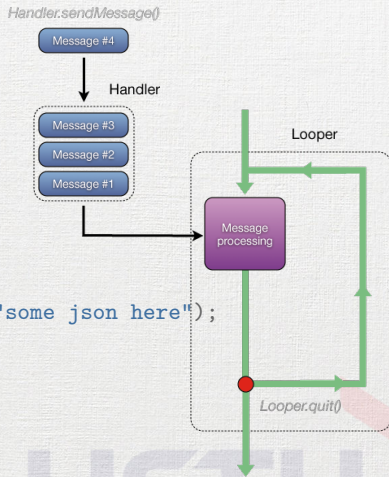 Handler.sendMessage()
Message #4
Handler
Message #3
Message #2
Message #1
Looper
Message
processing
"some json here");
Looper.quit()